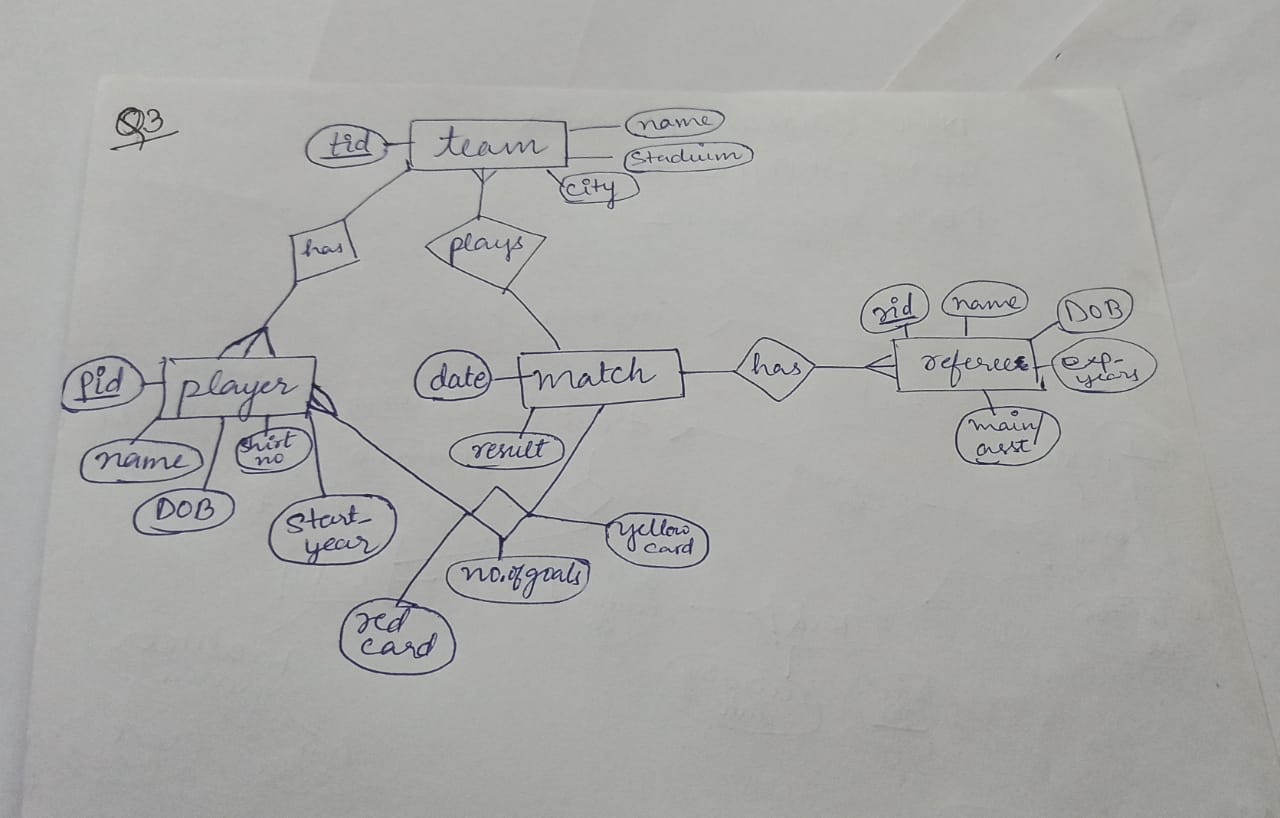 Q3
tid
team
name
stadium
city
has
plays
pid
player
name
DOB
shirt
no
start-
year
date
match
result
has
rid
name
DOB
referees
exp-
years
main/
asst
yellow
card
no. of goals
red
card